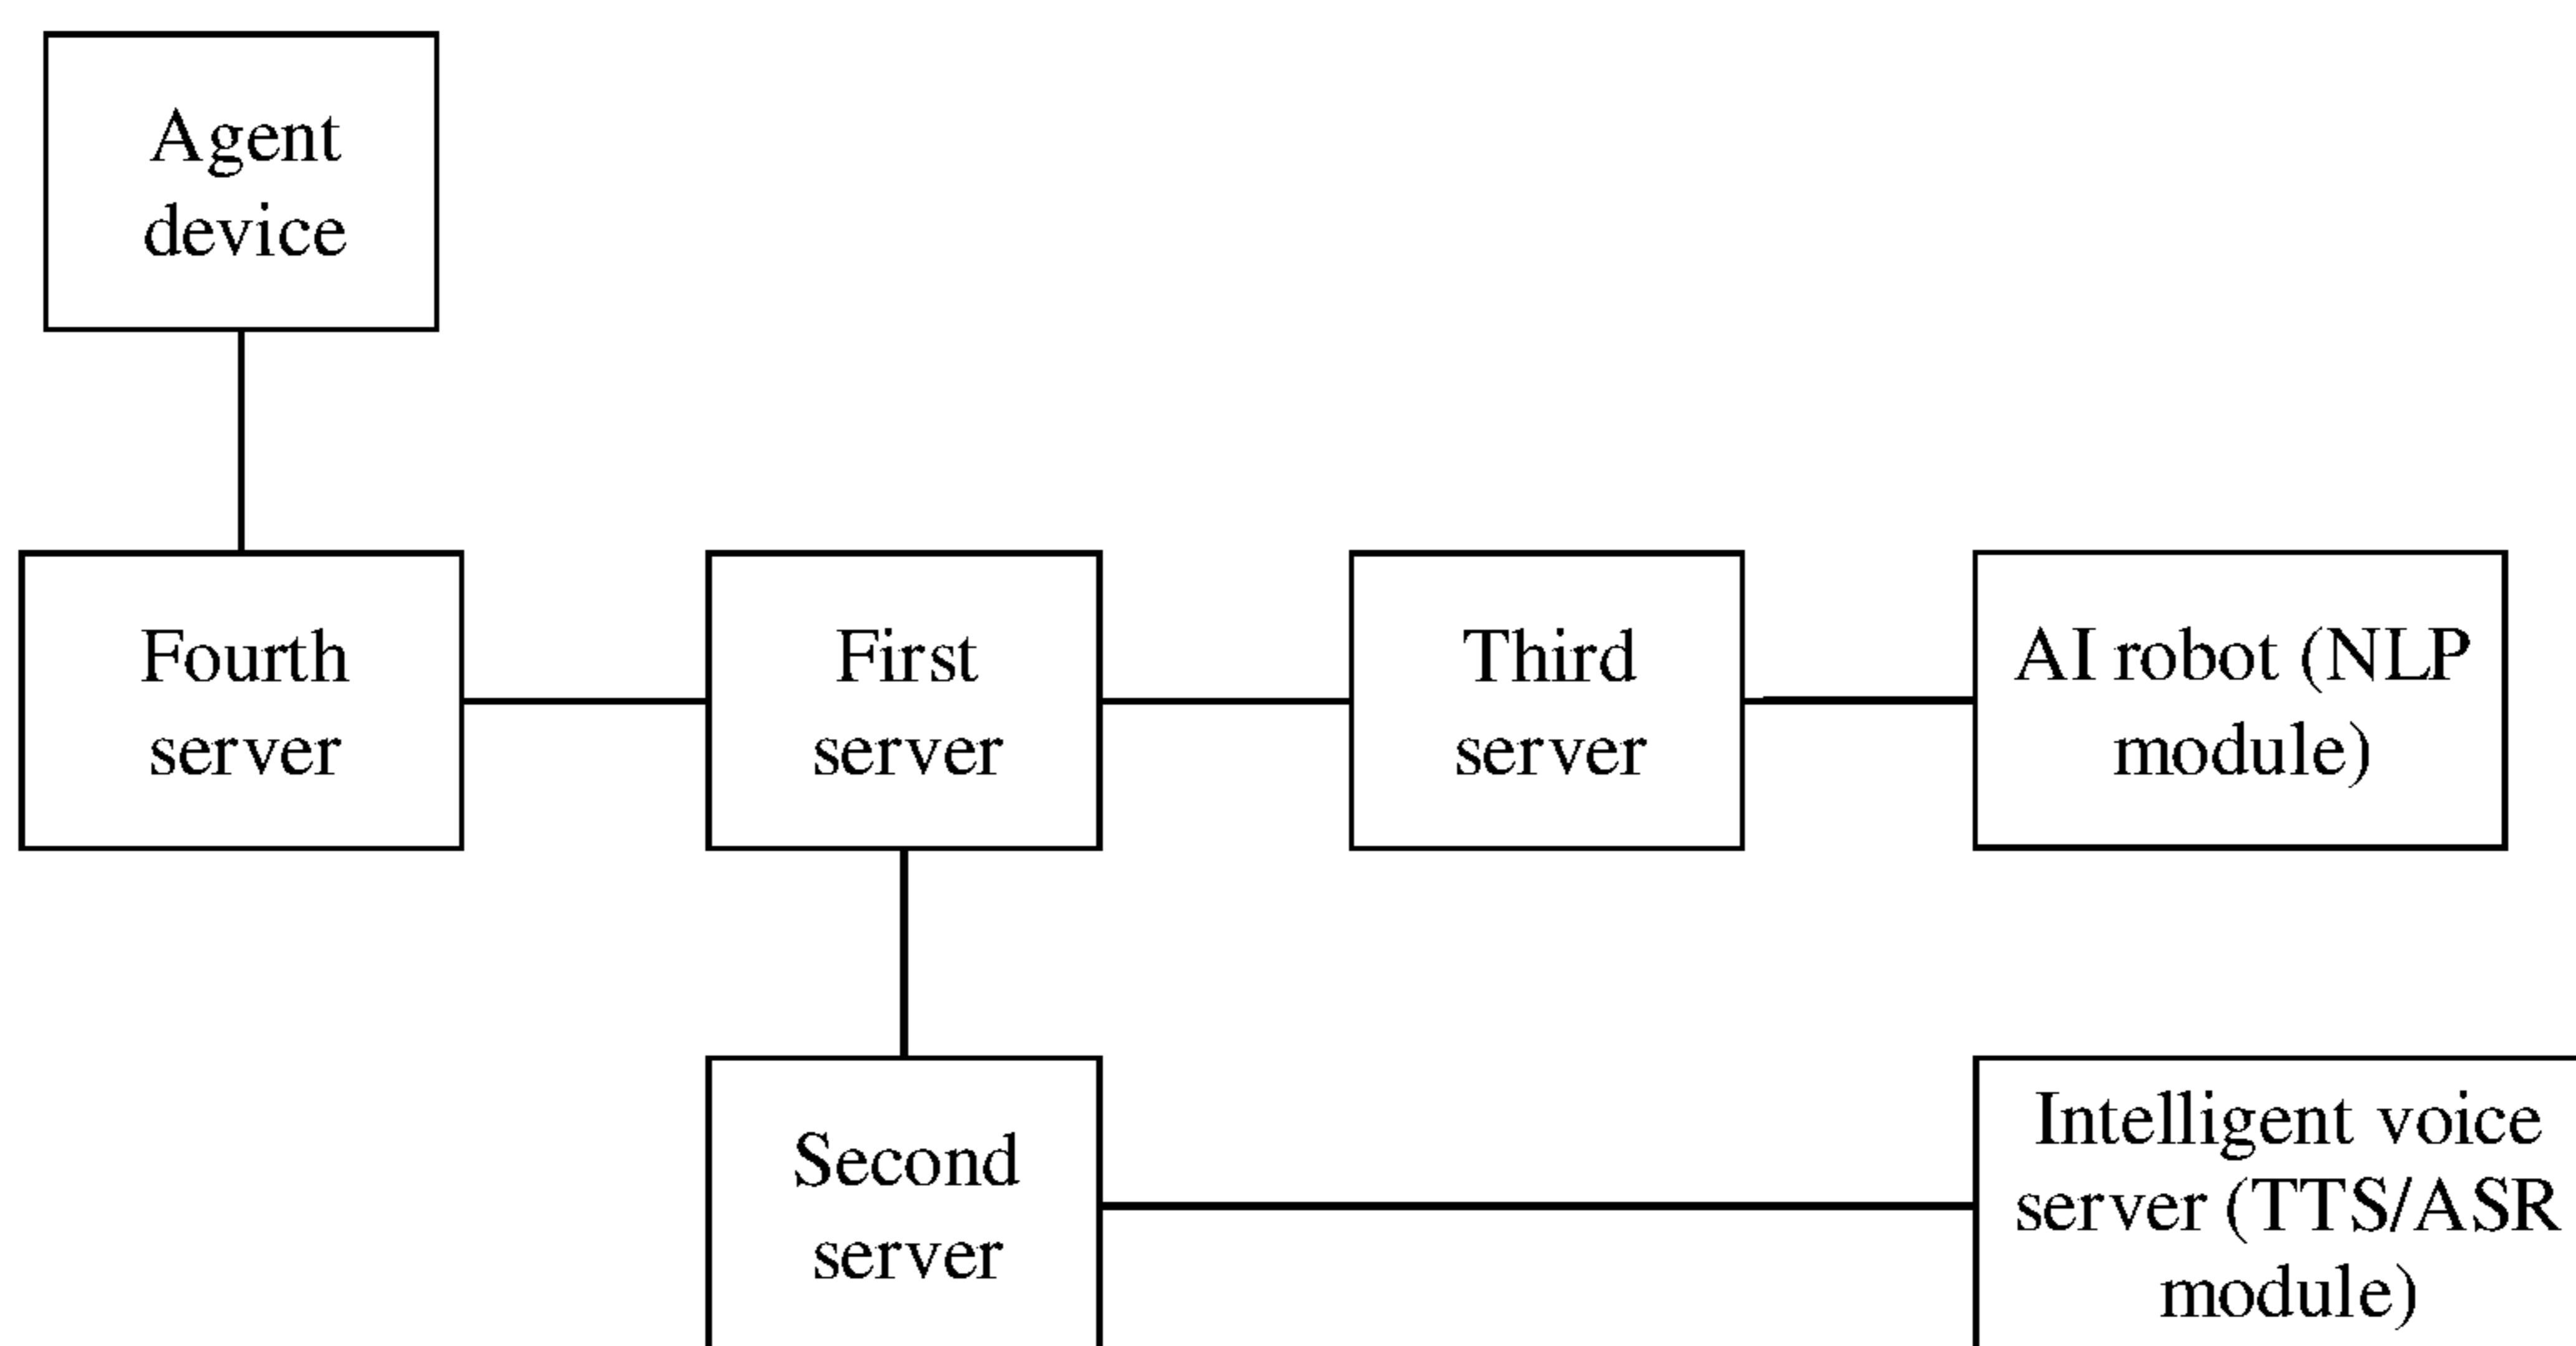 Agent
device
Fourth
server
First
server
Third
server
AI robot (NLP
module)
Second
server
Intelligent voice
server (TTS/ASR
module)